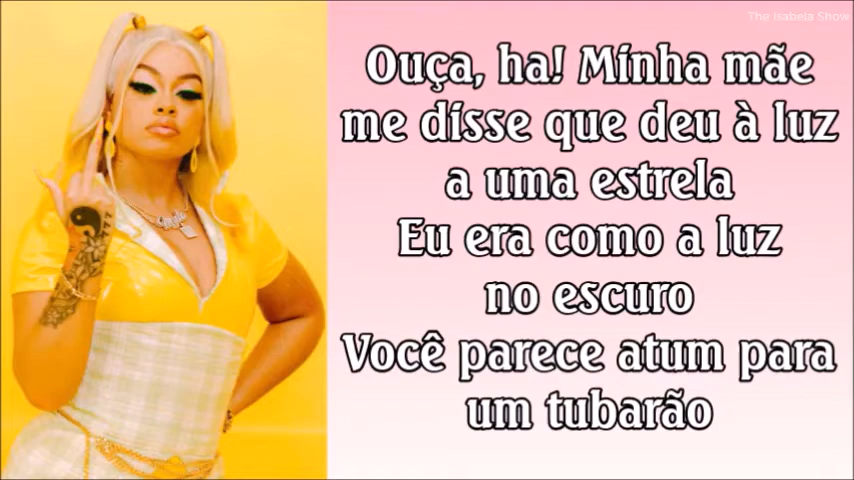 The Isabela Show
Ouça, ha! Minha mãe
me disse que deu à luz
a uma estrela
Eu era como a luz
no escuro
Você parece atum para
um tubarão